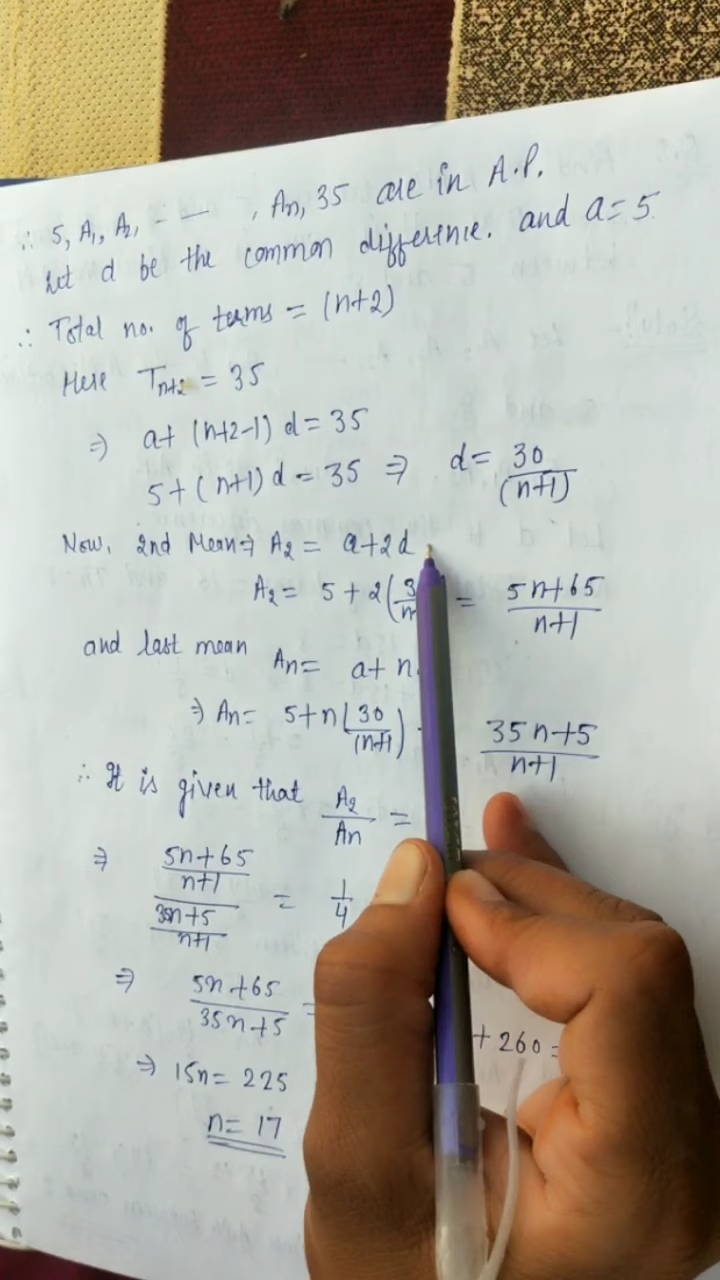 ∴ 5, A₁, A₂, - — , An, 35 are in A.P.
Let d be the common difference. and a = 5
∴ Total no. of terms = (n+2)
Here Tn+2 = 35
⇒ a + (n+2-1) d = 35
5 + (n+1) d = 35 ⇒ d = 30/(n+1)
Now, 2nd Mean ⇒ A₂ = a+2d
A₂ = 5 + 2(3/n = (5n+65)/(n+1)
and last mean An = a + n
⇒ An = 5+n(30/(n+1)) (35n+5)/(n+1)
∴ It is given that A₂/An =
⇒ ((5n+65)/(n+1))/((35n+5)/(n+1)) = 1/4
⇒ (5n+65)/(35n+5) = + 260 =
⇒ 15n = 225
n = 17